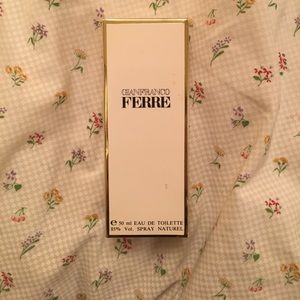 GIANFRANCO
FERRE
e 50 ml EAU DE TOILETTE
85% Vol. SPRAY NATUREL